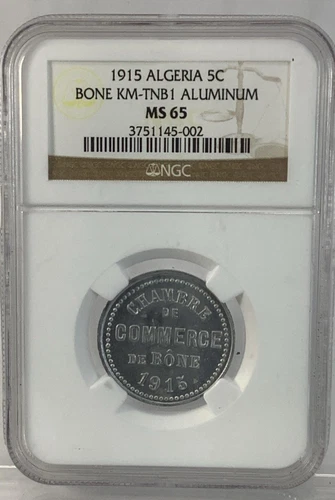 1915 ALGERIA 5C
BONE KM-TNB1 ALUMINUM
MS 65
3751145-002
NGC
CHAMBRE
DE
COMMERCE
DE BÔNE
1915